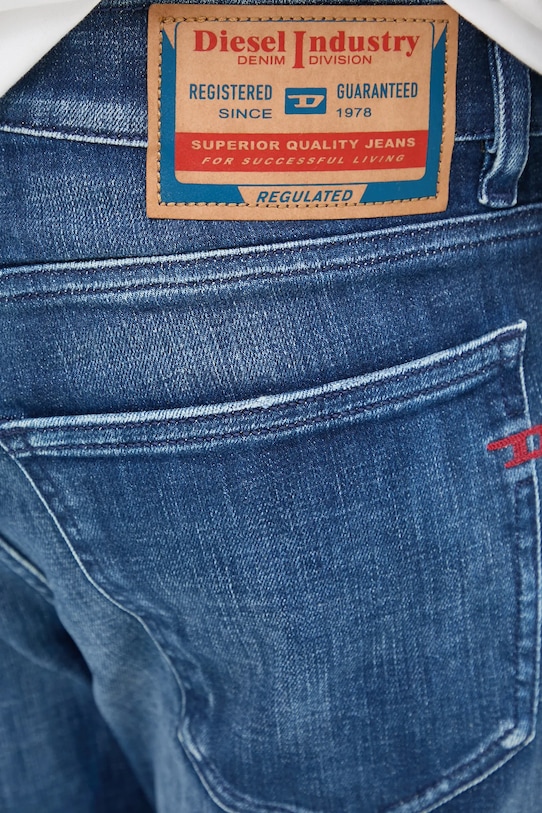 Diesel Industry
DENIM DIVISION
REGISTERED D GUARANTEED
SINCE 1978
SUPERIOR QUALITY JEANS
FOR SUCCESSFUL LIVING
REGULATED
D